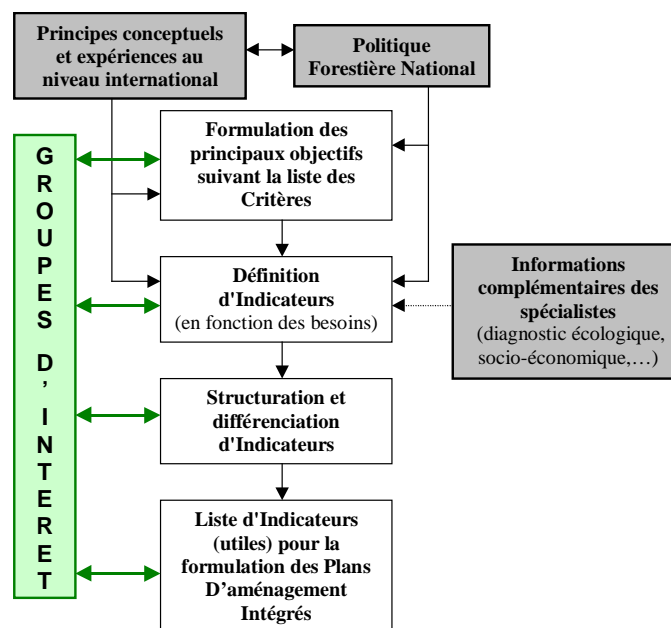 Principes conceptuels
et expériences au
niveau international
Politique
Forestière National
GROUPES D' INTERET
Formulation des
principaux objectifs
suivant la liste des
Critères
Définition
d'Indicateurs
(en fonction des besoins)
Informations
complémentaires des
spécialistes
(diagnostic écologique,
socio-économique,…)
Structuration et
différenciation
d'Indicateurs
Liste d'Indicateurs
(utiles) pour la
formulation des Plans
D'aménagement
Intégrés